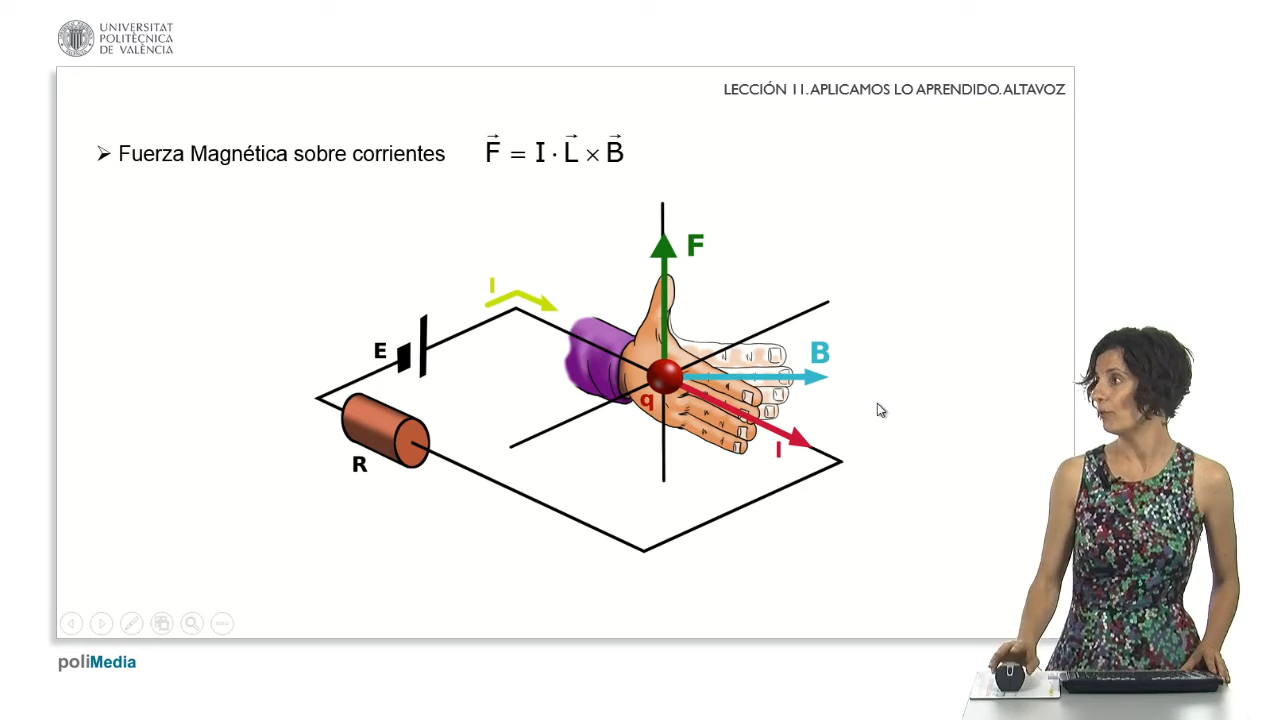 UNIVERSITAT
POLITÈCNICA
DE VALÈNCIA
LECCIÓN 11. APLICAMOS LO APRENDIDO. ALTAVOZ
➢ Fuerza Magnética sobre corrientes F⃗ = I · L⃗ × B⃗
F
I
E
B
q
I
R
poliMedia